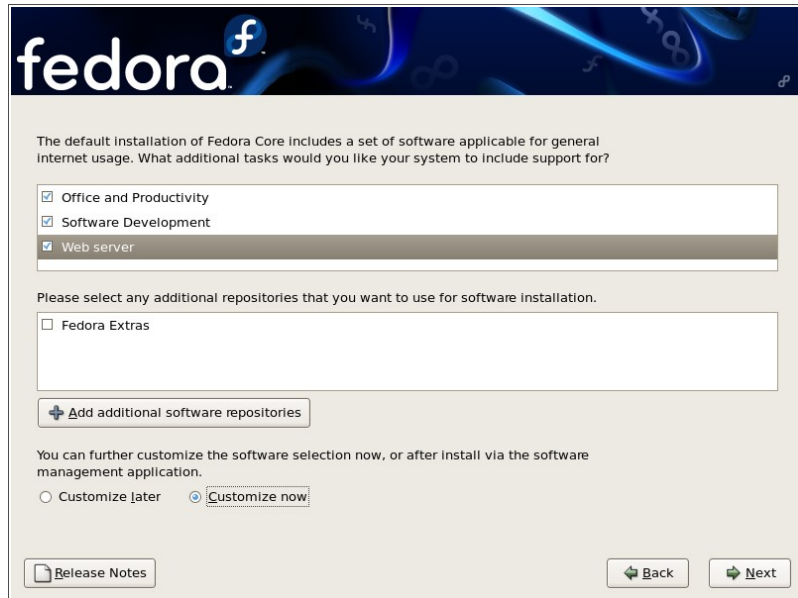 fedora
The default installation of Fedora Core includes a set of software applicable for general
internet usage. What additional tasks would you like your system to include support for?
Office and Productivity
Software Development
Web server
Please select any additional repositories that you want to use for software installation.
Fedora Extras
Add additional software repositories
You can further customize the software selection now, or after install via the software
management application.
Customize later
Customize now
Release Notes
Back
Next